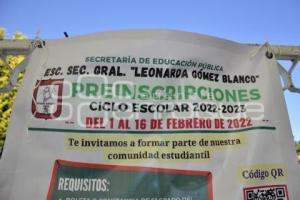 SECRETARÍA DE EDUCACIÓN PÚBLICA
ESC. SEC. GRAL. "LEONARDA GÓMEZ BLANCO"
PREINSCRIPCIONES
CICLO ESCOLAR 2022-2023
DEL 1 AL 16 DE FEBRERO DE 2022
Te invitamos a formar parte de nuestra
comunidad estudiantil
REQUISITOS:
Código QR